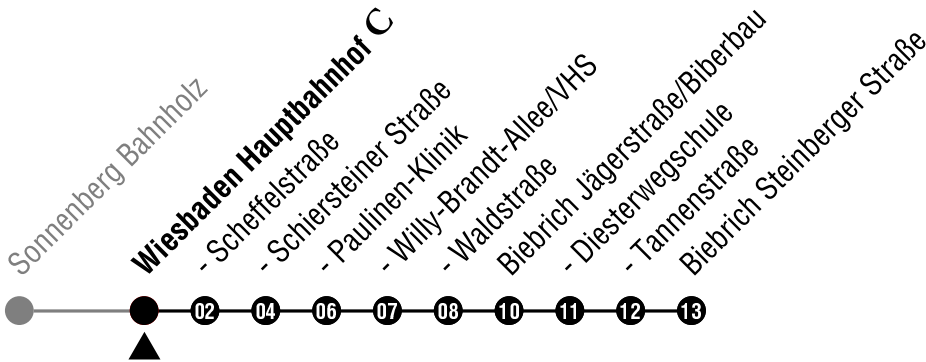 Sonnenberg Bahnholz
Wiesbaden Hauptbahnhof C
- Scheffelstraße
- Schiersteiner Straße
- Paulinen-Klinik
- Willy-Brandt-Allee/VHS
- Waldstraße
Biebrich Jägerstraße/Biberbau
- Diesterwegschule
- Tannenstraße
Biebrich Steinberger Straße
02 04 06 07 08 10 11 12 13